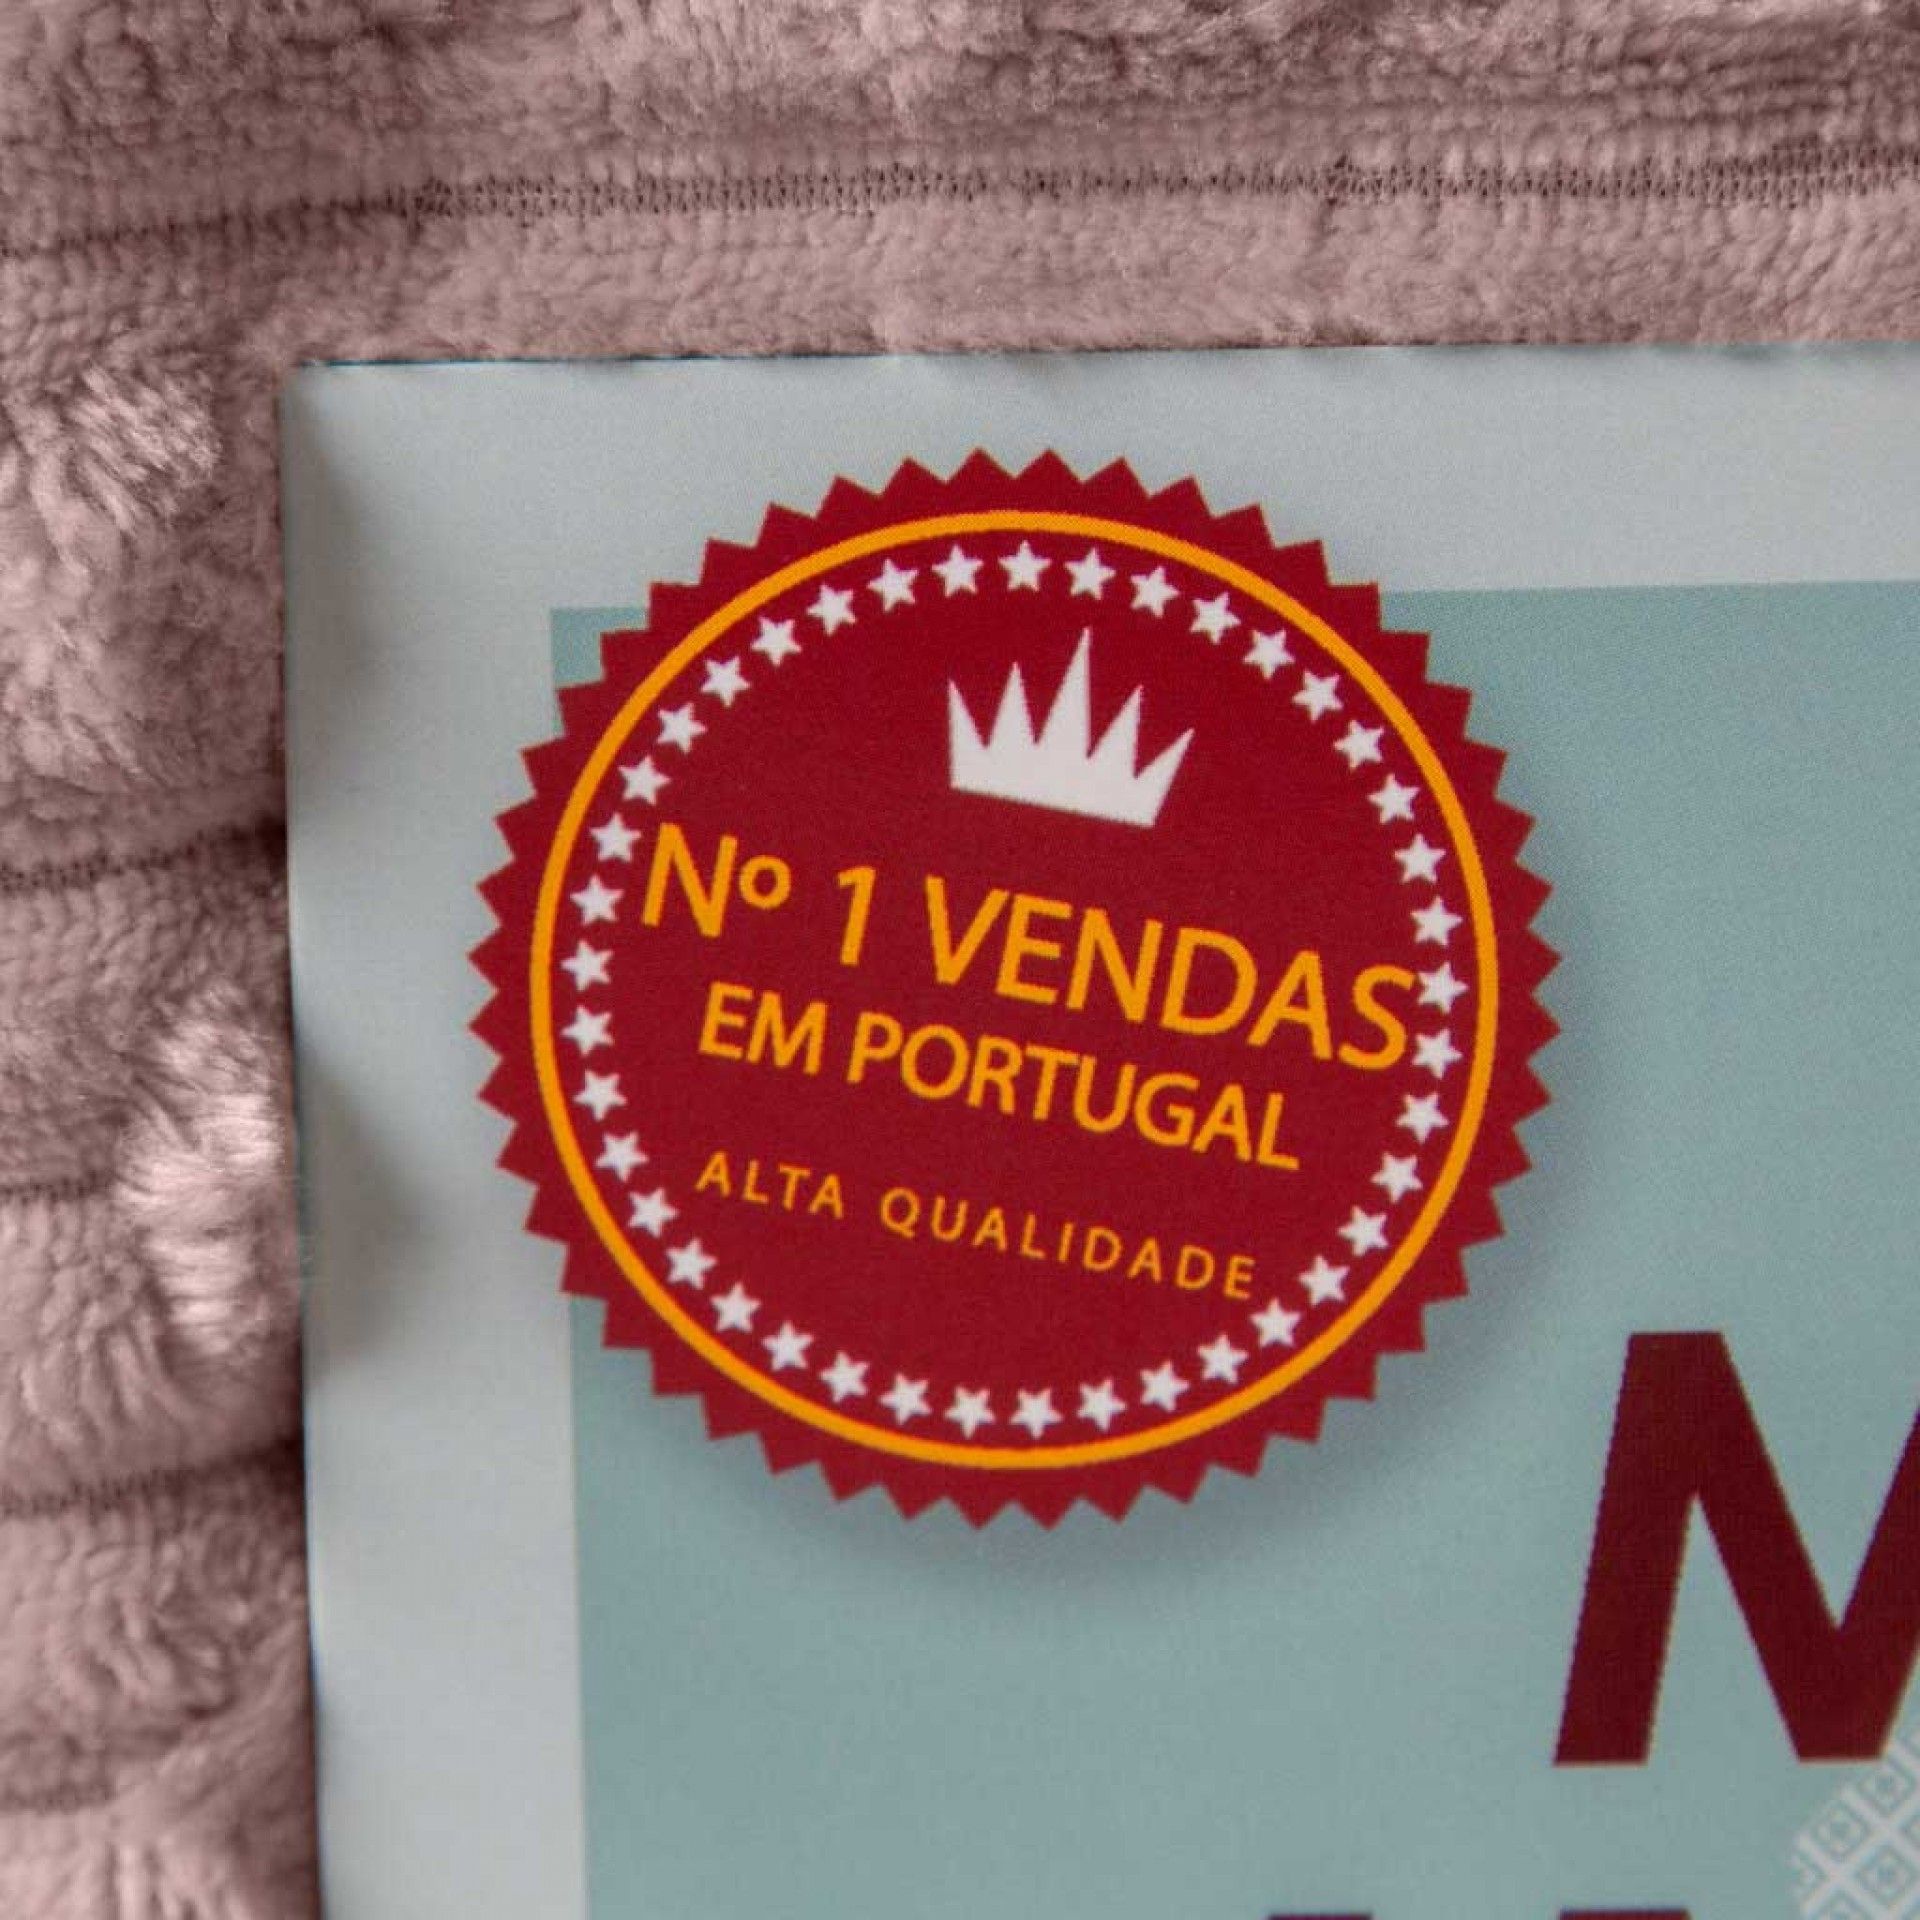 Nº 1 VENDAS
EM PORTUGAL
ALTA QUALIDADE
M